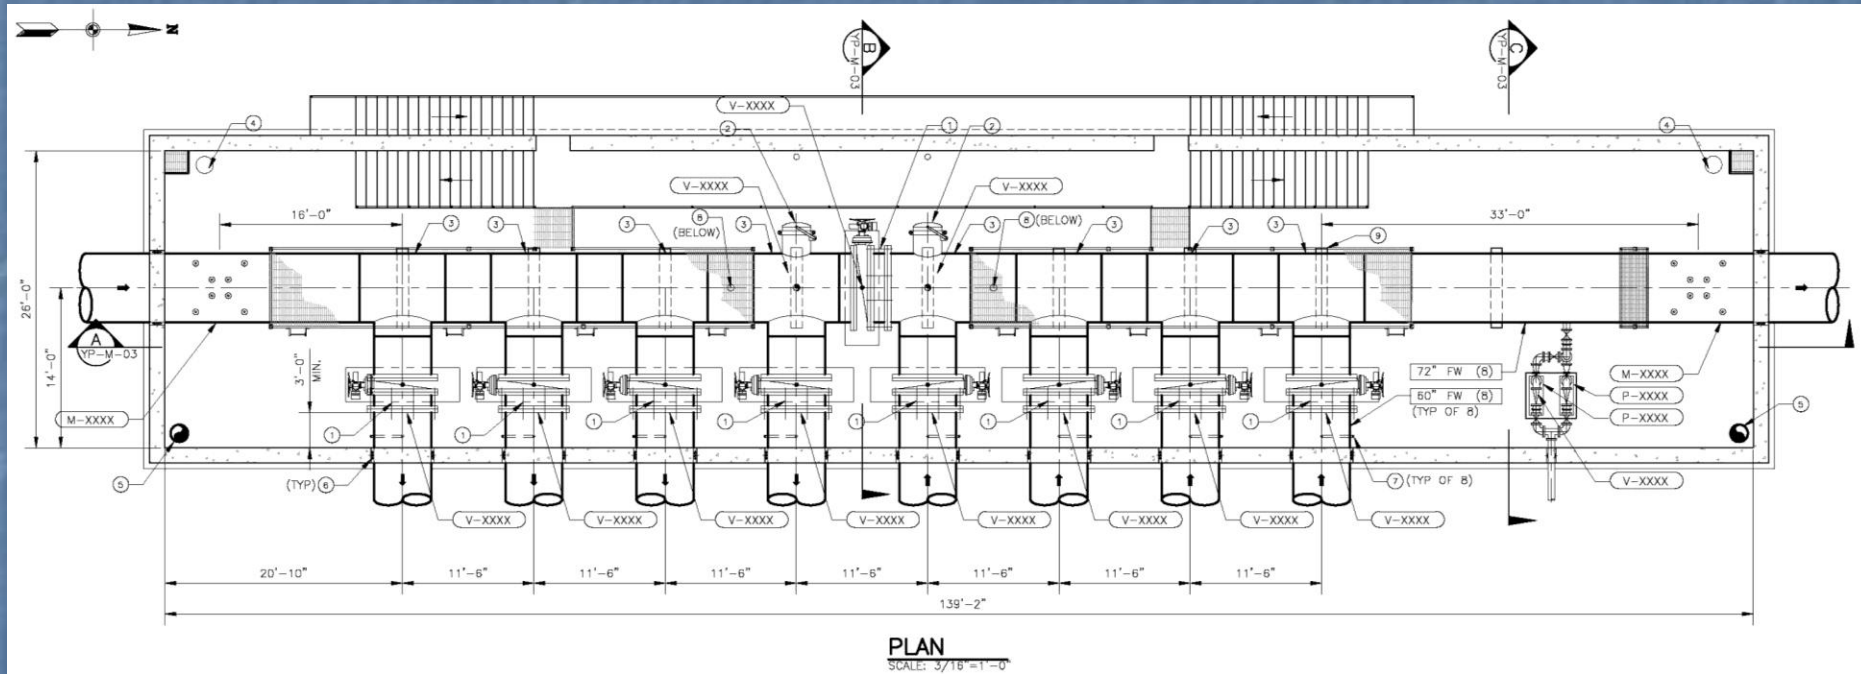 N
B
YP-M-03
C
YP-M-03
V-XXXX
4
2
1
2
4
V-XXXX
V-XXXX
16'-0"
3
3
3
8
(BELOW)
3
3
8 (BELOW)
3
3
3
9
33'-0"
26'-0"
14'-0"
A
YP-M-03
3'-0"
MIN.
72" FW (8)
60" FW (8)
(TYP OF 8)
M-XXXX
P-XXXX
P-XXXX
M-XXXX
1
1
1
1
1
1
1
1
5
5
(TYP) 6
7 (TYP OF 8)
V-XXXX
V-XXXX
V-XXXX
V-XXXX
V-XXXX
V-XXXX
V-XXXX
V-XXXX
V-XXXX
20'-10"
11'-6"
11'-6"
11'-6"
11'-6"
11'-6"
11'-6"
11'-6"
139'-2"
PLAN
SCALE: 3/16"=1'-0"